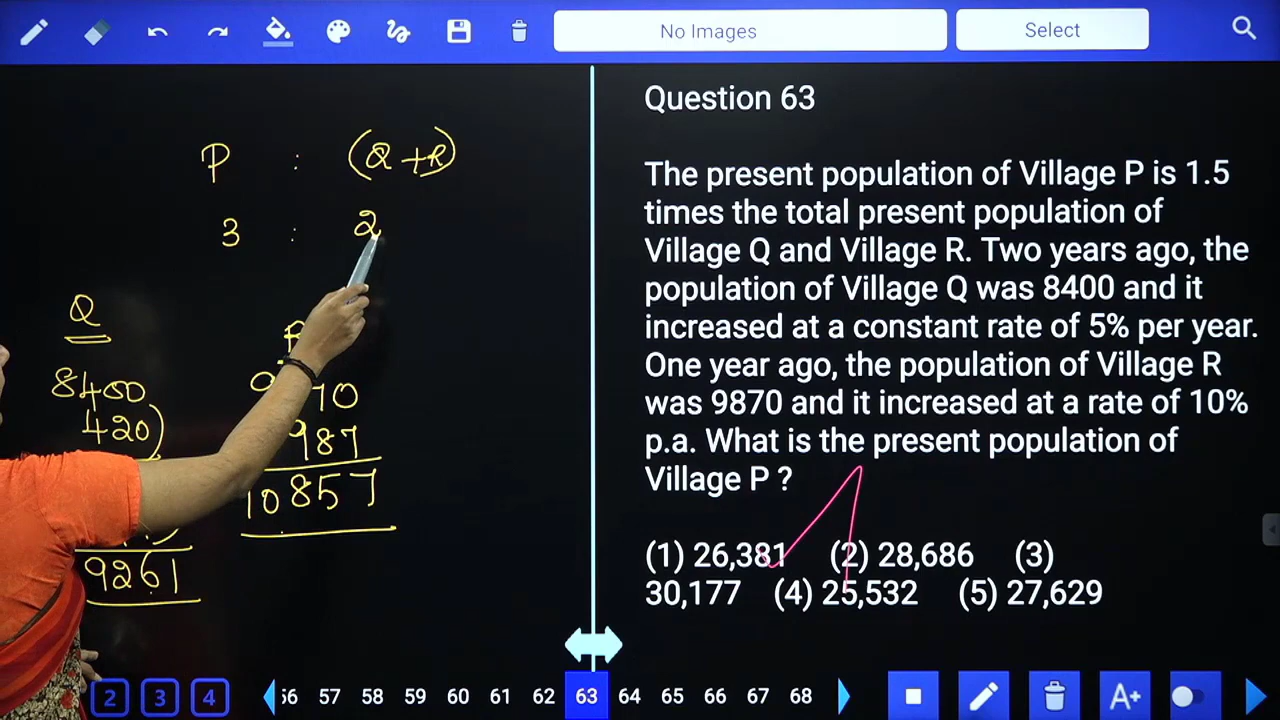 No Images
Select
P : (Q + R)
3 : 2
Q
8400
420)
9261
987
10857
Question 63
The present population of Village P is 1.5
times the total present population of
Village Q and Village R. Two years ago, the
population of Village Q was 8400 and it
increased at a constant rate of 5% per year.
One year ago, the population of Village R
was 9870 and it increased at a rate of 10%
p.a. What is the present population of
Village P ?
(1) 26,381 (2) 28,686 (3)
30,177 (4) 25,532 (5) 27,629
2 3 4
56 57 58 59 60 61 62 63 64 65 66 67 68
A+